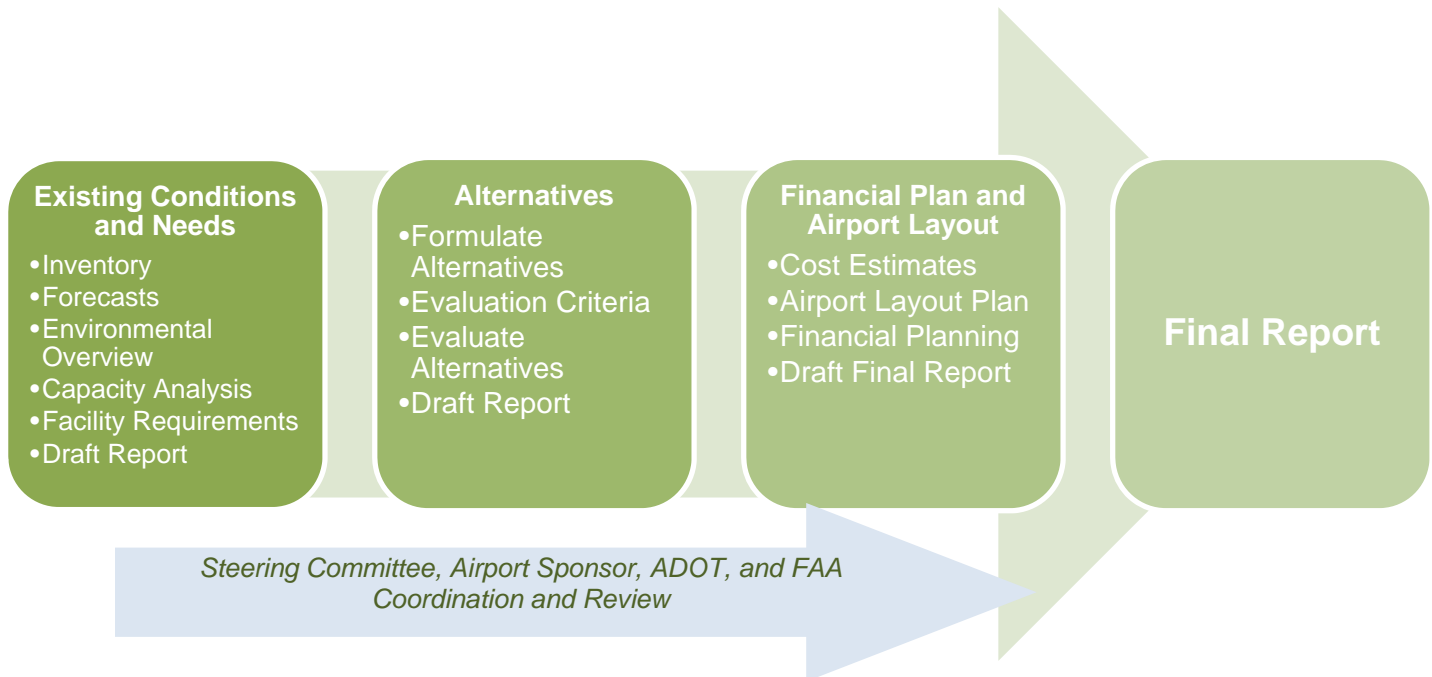 Existing Conditions
and Needs
•Inventory
•Forecasts
•Environmental
Overview
•Capacity Analysis
•Facility Requirements
•Draft Report
Alternatives
•Formulate
Alternatives
•Evaluation Criteria
•Evaluate
Alternatives
•Draft Report
Financial Plan and
Airport Layout
•Cost Estimates
•Airport Layout Plan
•Financial Planning
•Draft Final Report
Final Report
Steering Committee, Airport Sponsor, ADOT, and FAA
Coordination and Review